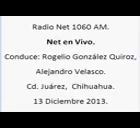 Radio Net 1060 AM.
Net en Vivo.
Conduce: Rogelio González Quiroz,
Alejandro Velasco.
Cd. Juárez,  Chihuahua.
13 Diciembre 2013.